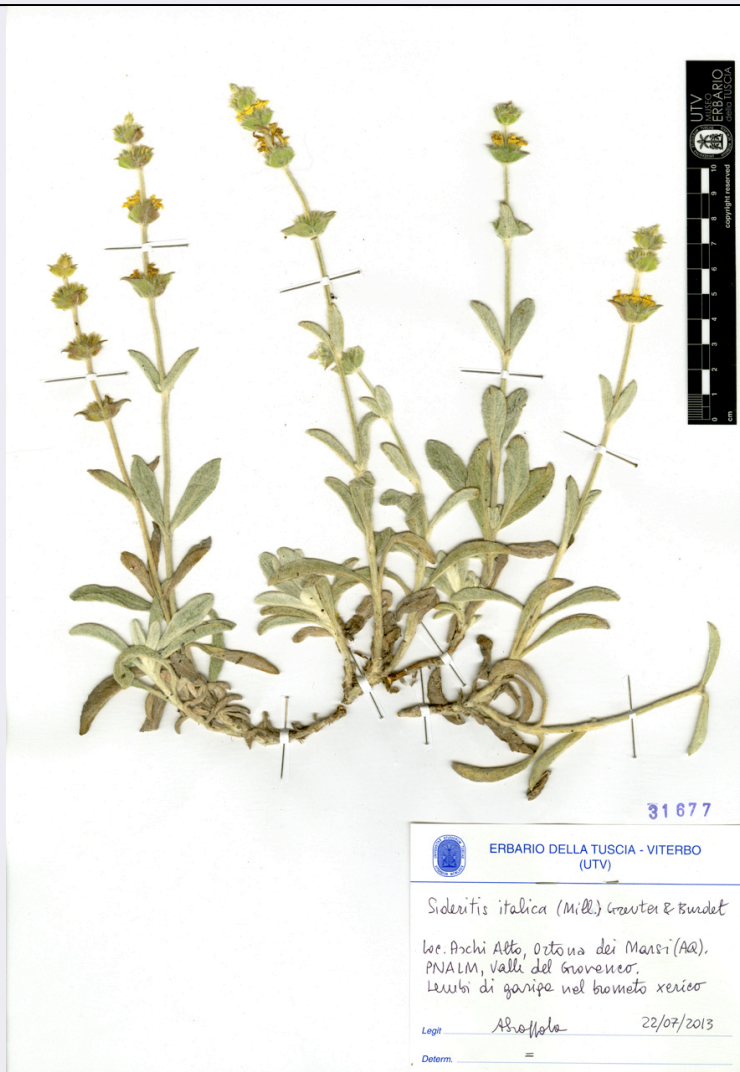 UTV
MUSEO
ERBARIO
della TUSCIA
copyright reserved
10
9
8
7
6
5
4
3
2
1
0
cm
31677
ERBARIO DELLA TUSCIA - VITERBO
(UTV)
Sideritis italica (Mill.) Greuter & Burdet
Loc. Aschi Alto, Ortona dei Marsi (AQ).
PNALM, Valle del Giovenco.
Lembi di gariga nel brometo xerico
Legit 22/07/2013
Determ. =